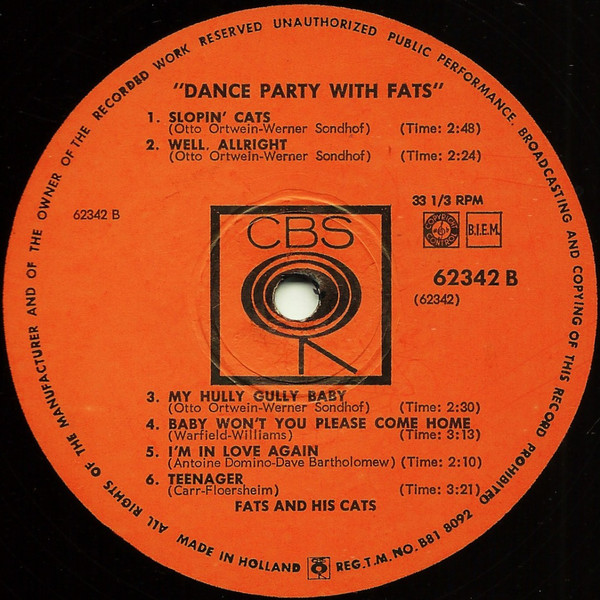 ALL RIGHTS OF THE MANUFACTURER AND OF THE OWNER OF THE RECORDED WORK RESERVED UNAUTHORIZED PUBLIC PERFORMANCE, BROADCASTING AND COPYING OF THIS RECORD PROHIBITED
"DANCE PARTY WITH FATS"
1. SLOPIN' CATS
(Otto Ortwein-Werner Sondhof) (Time: 2:48)
2. WELL. ALLRIGHT
(Otto Ortwein-Werner Sondhof) (Time: 2:24)
62342 B
33 1/3 RPM
COPYRIGHT
CONTROL
B.I.E.M.
CBS
62342 B
(62342)
3. MY HULLY GULLY BABY
(Otto Ortwein-Werner Sondhof) (Time: 2:30)
4. BABY WON'T YOU PLEASE COME HOME
(Warfield-Williams) (Time: 3:13)
5. I'M IN LOVE AGAIN
(Antoine Domino-Dave Bartholomew) (Time: 2:10)
6. TEENAGER
(Carr-Floersheim) (Time: 3:21)
FATS AND HIS CATS
MADE IN HOLLAND REG.T.M.NO.B81 8092